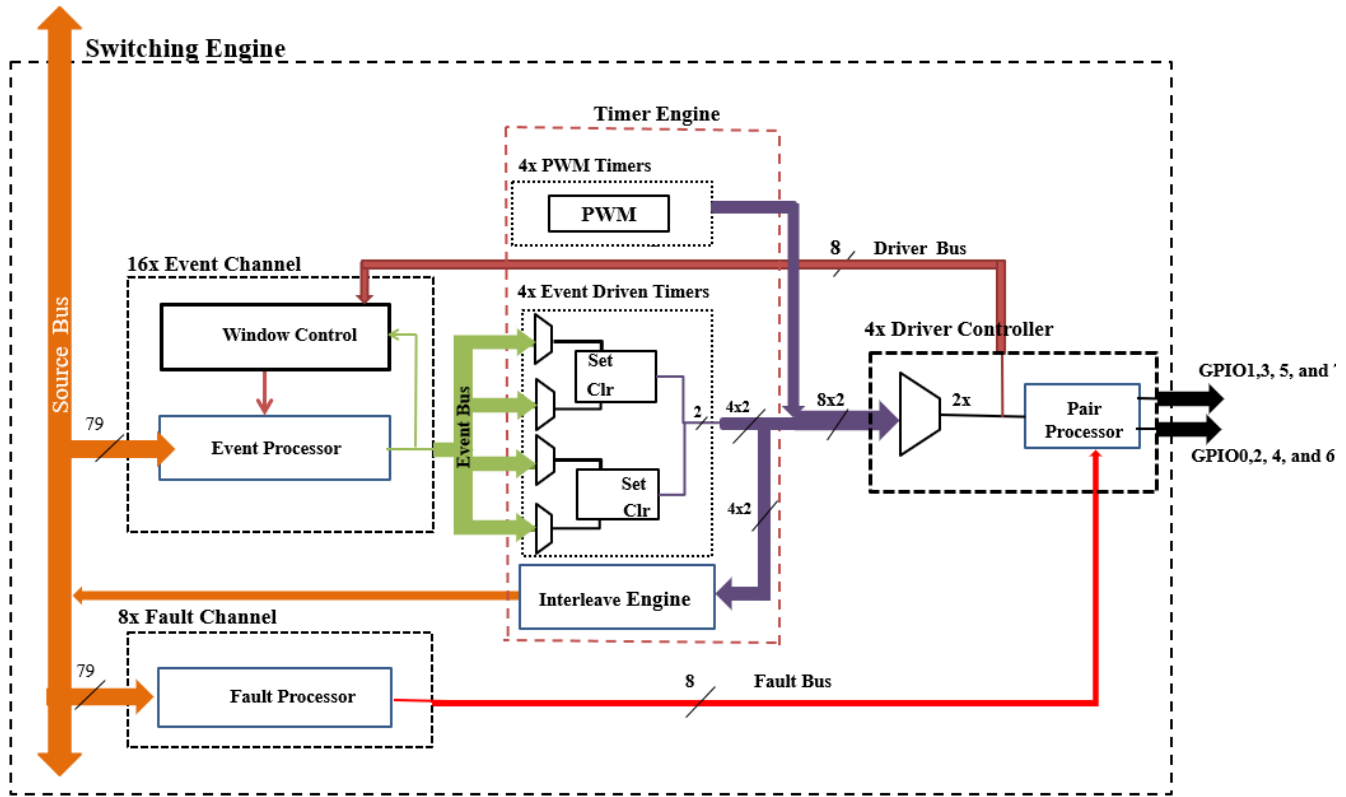 Switching Engine
Timer Engine
4x PWM Timers
PWM
8 Driver Bus
16x Event Channel
4x Event Driven Timers
Window Control
4x Driver Controller
Source Bus
Set
Clr
GPIO1,3, 5, and
79
Event Processor
Event Bus
2
4x2
8x2
2x
Pair
Processor
GPIO0,2, 4, and 6
Set
Clr
4x2
Interleave Engine
8x Fault Channel
79
Fault Processor
8 Fault Bus